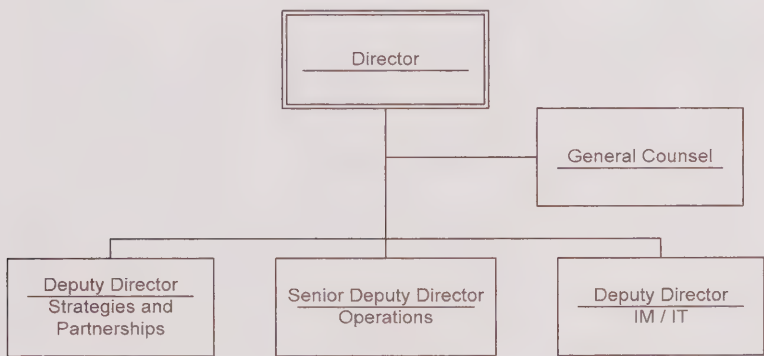 Director
General Counsel
Deputy Director
Strategies and
Partnerships
Senior Deputy Director
Operations
Deputy Director
IM / IT